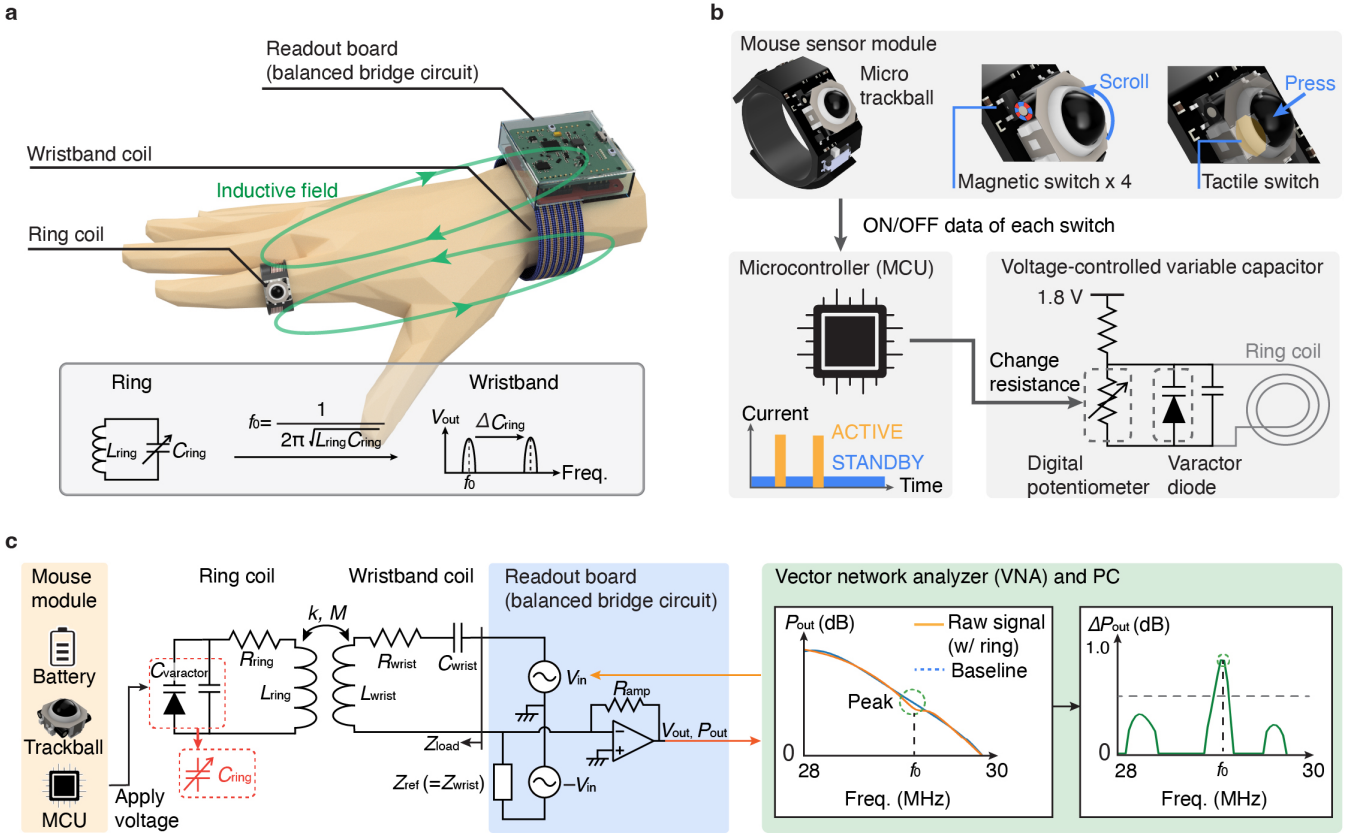 a
Readout board
(balanced bridge circuit)
Wristband coil
Inductive field
Ring coil
Ring
Wristband
Lring
Cring
f0= 1 / 2π √Lring Cring
Vout
ΔCring
f0
Freq.
b
Mouse sensor module
Micro
trackball
Scroll
Press
Magnetic switch x 4
Tactile switch
ON/OFF data of each switch
Microcontroller (MCU)
Current
ACTIVE
STANDBY
Time
Voltage-controlled variable capacitor
1.8 V
Change
resistance
Ring coil
Digital
potentiometer
Varactor
diode
c
Mouse
module
Battery
Trackball
MCU
Apply
voltage
Ring coil
Wristband coil
k, M
Cvaractor
Rring
Lring
Cring
Rwrist
Cwrist
Lwrist
Zload
Readout board
(balanced bridge circuit)
Vin
Ramp
−
+
Vout, Pout
Zref (=Zwrist)
−Vin
Vector network analyzer (VNA) and PC
Pout (dB)
Raw signal
(w/ ring)
Baseline
Peak
0
28
f0
30
Freq. (MHz)
ΔPout (dB)
1.0
0
28
f0
30
Freq. (MHz)